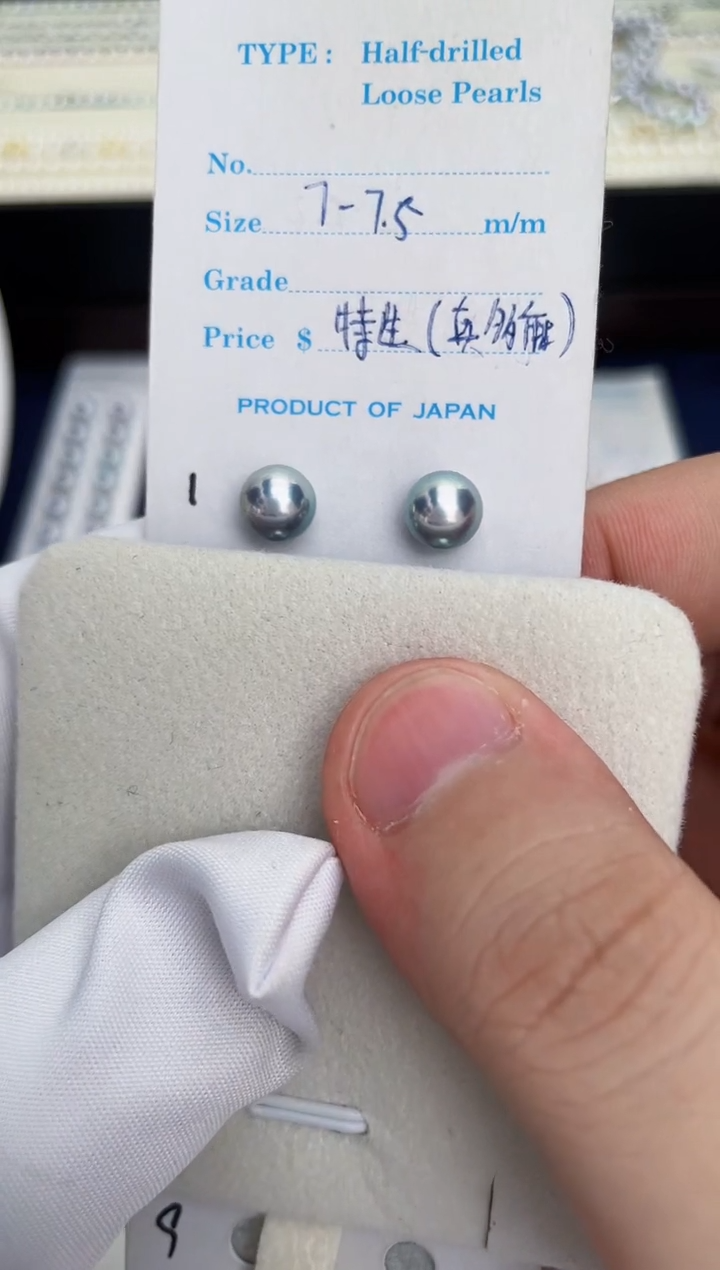 TYPE : Half-drilled
Loose Pearls
No.
Size 7-7.5 m/m
Grade
Price $ 特生(真多麻)
PRODUCT OF JAPAN
1
9